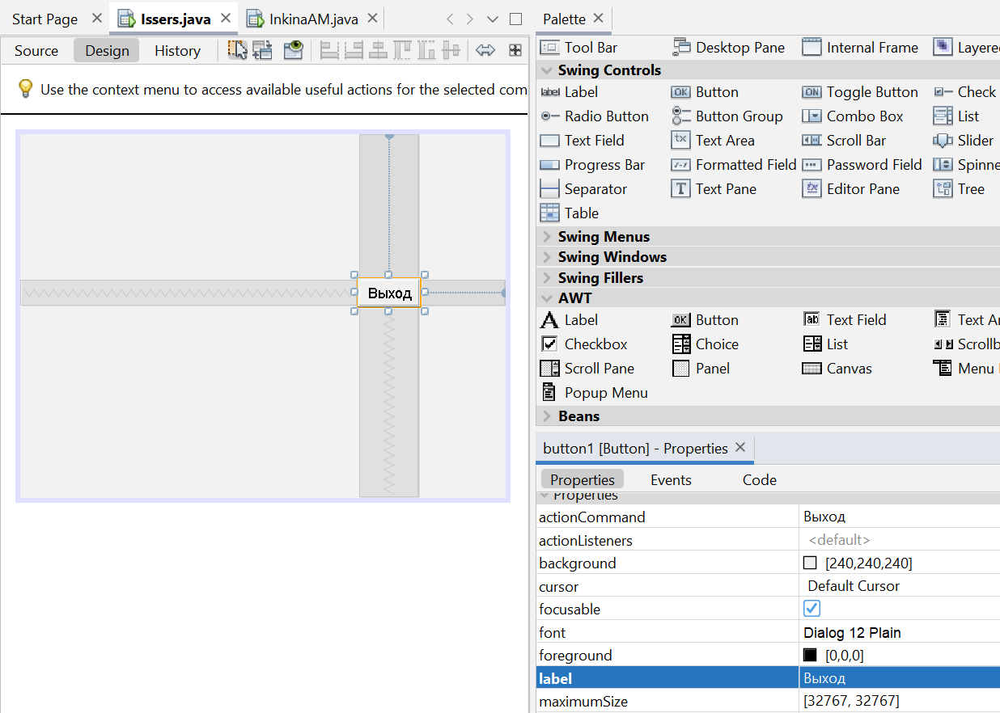 Start Page Issers.java InkinaAM.java
Source Design History
Use the context menu to access available useful actions for the selected com
Выход
Palette
Tool Bar Desktop Pane Internal Frame Layere
Swing Controls
label Label OK Button ON Toggle Button Check
Radio Button Button Group Combo Box List
Text Field Text Area Scroll Bar Slider
Progress Bar Formatted Field Password Field Spinne
Separator Text Pane Editor Pane Tree
Table
Swing Menus
Swing Windows
Swing Fillers
AWT
Label OK Button Text Field Text Ar
Checkbox Choice List Scrollb
Scroll Pane Panel Canvas Menu
Popup Menu
Beans
button1 [Button] - Properties
Properties Events Code
Properties
actionCommand Выход
actionListeners <default>
background [240,240,240]
cursor Default Cursor
focusable
font Dialog 12 Plain
foreground [0,0,0]
label Выход
maximumSize [32767, 32767]